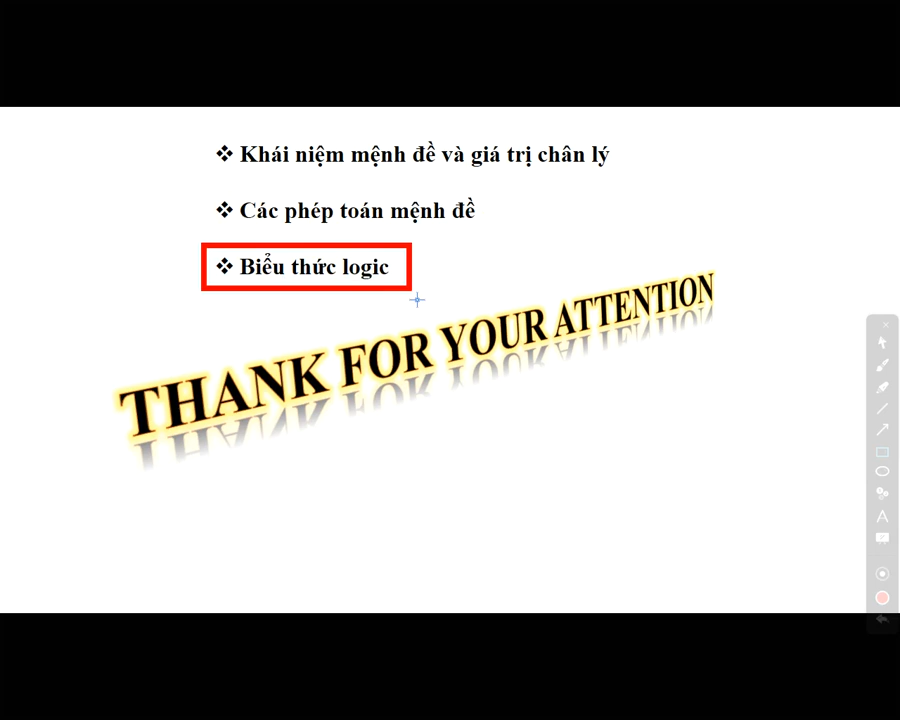 ❖ Khái niệm mệnh đề và giá trị chân lý
❖ Các phép toán mệnh đề
❖ Biểu thức logic
THANK FOR YOUR ATTENTION